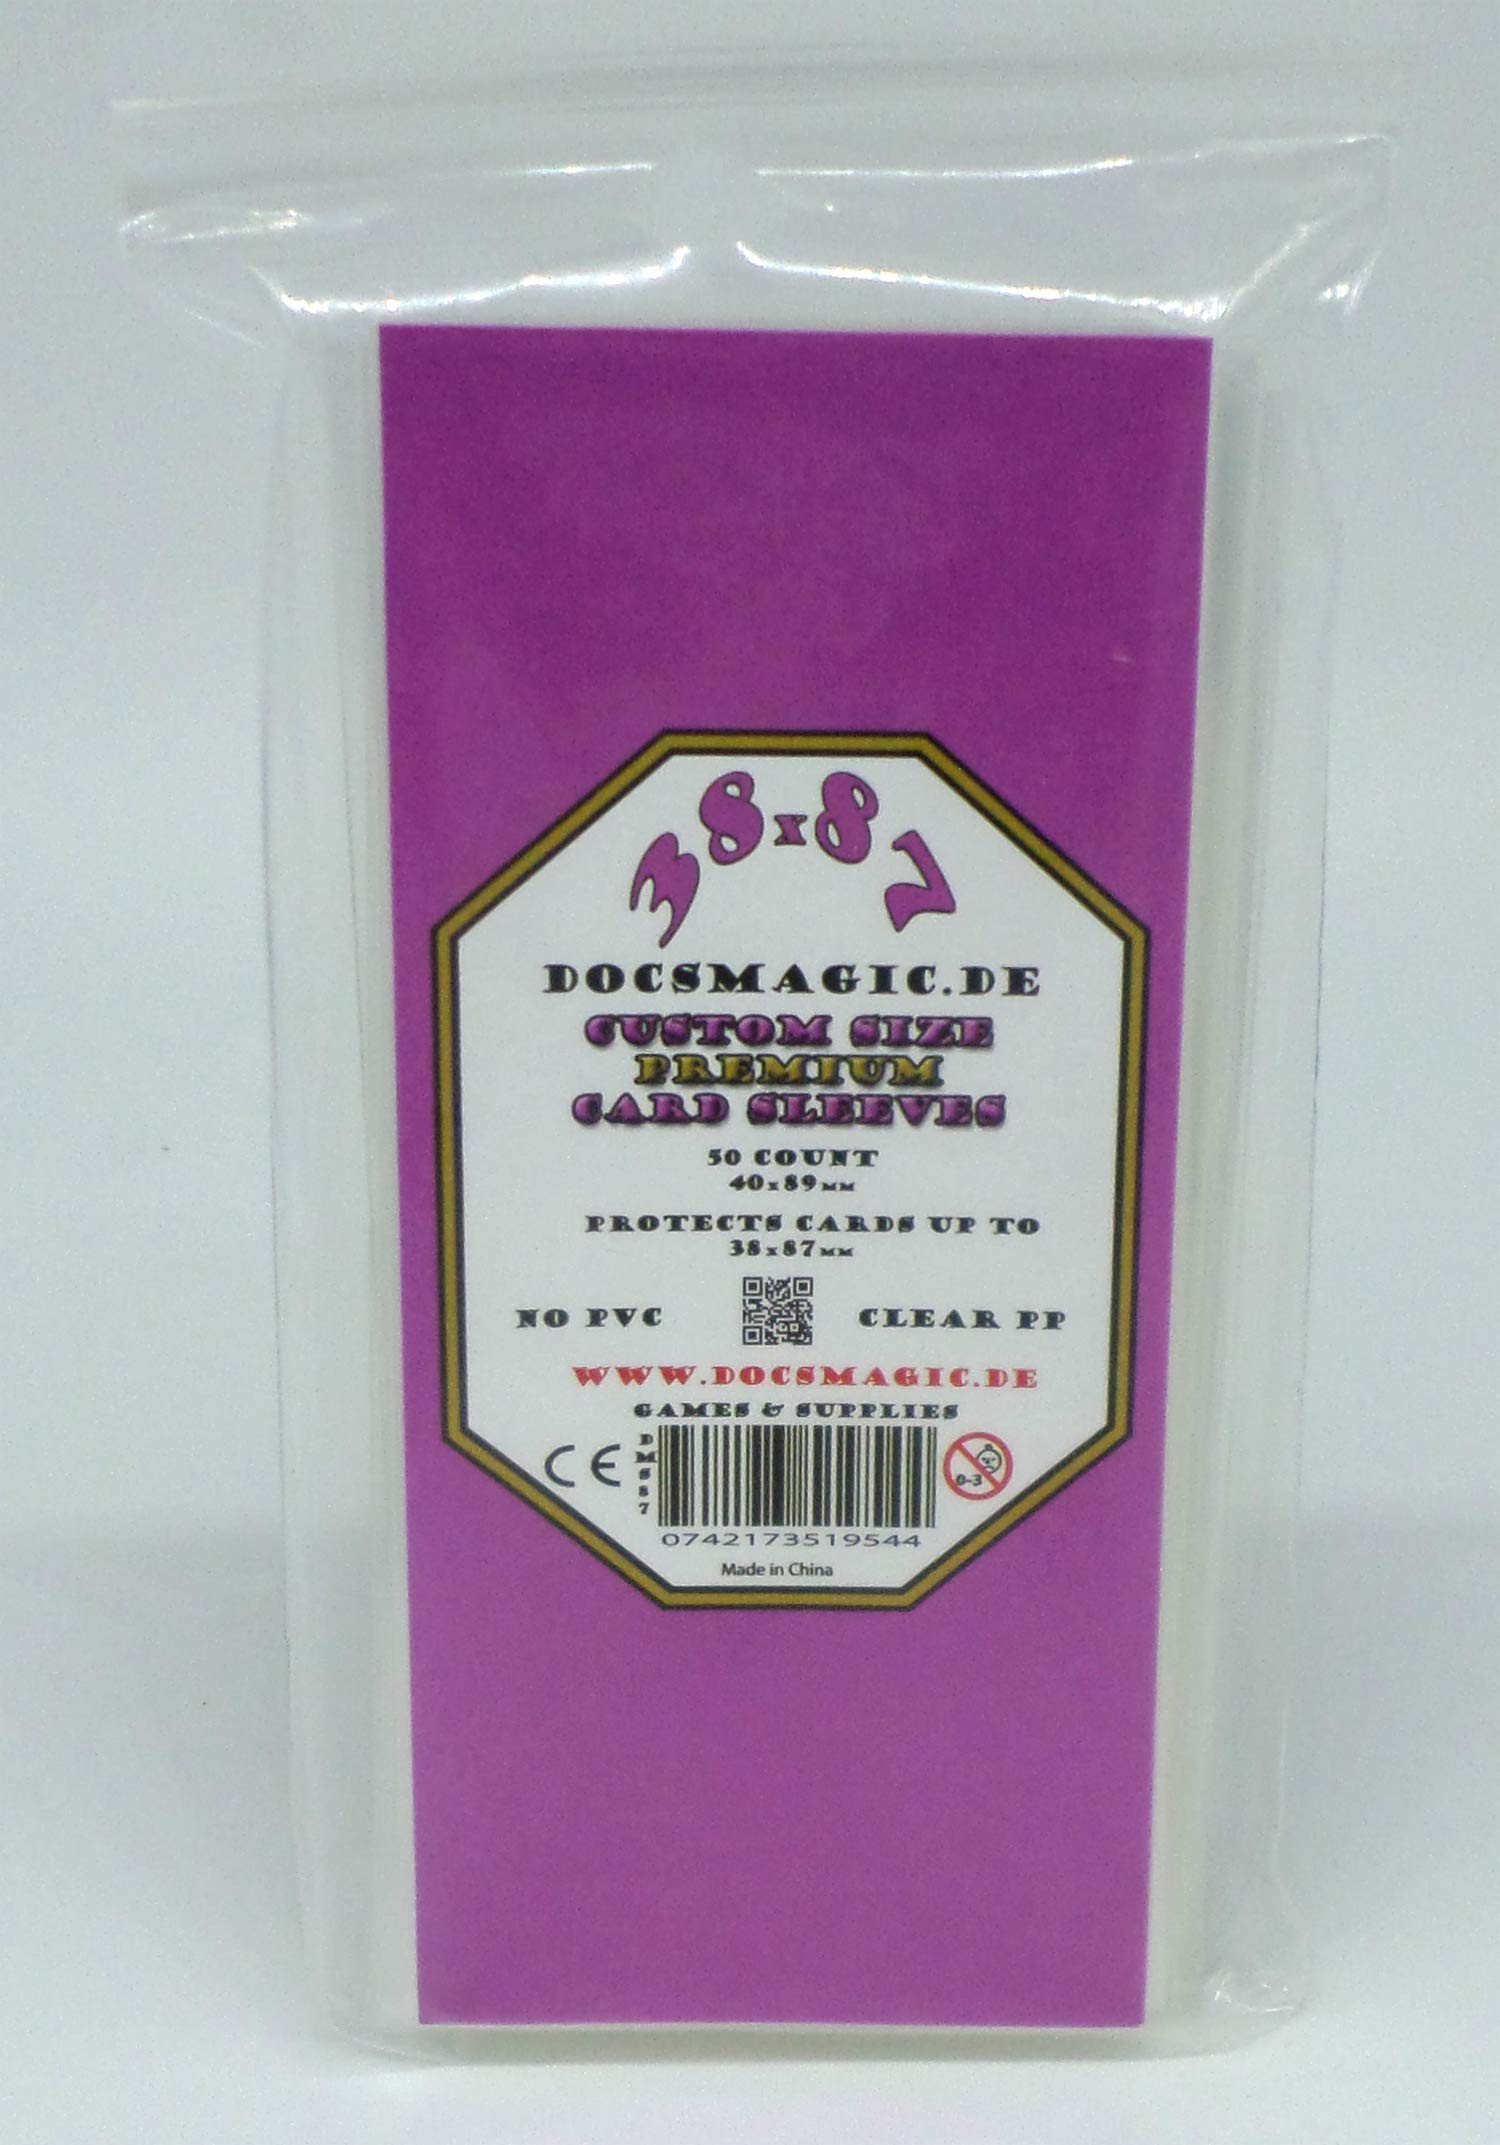 38x87
DOCSMAGIC.DE
CUSTOM SIZE
PREMIUM
CARD SLEEVES
50 COUNT
40x89MM
PROTECTS CARDS UP TO
38x87MM
NO PVC CLEAR PP
WWW.DOCSMAGIC.DE
GAMES & SUPPLIES
CE
DMS87
0-3
0742173519544
Made in China